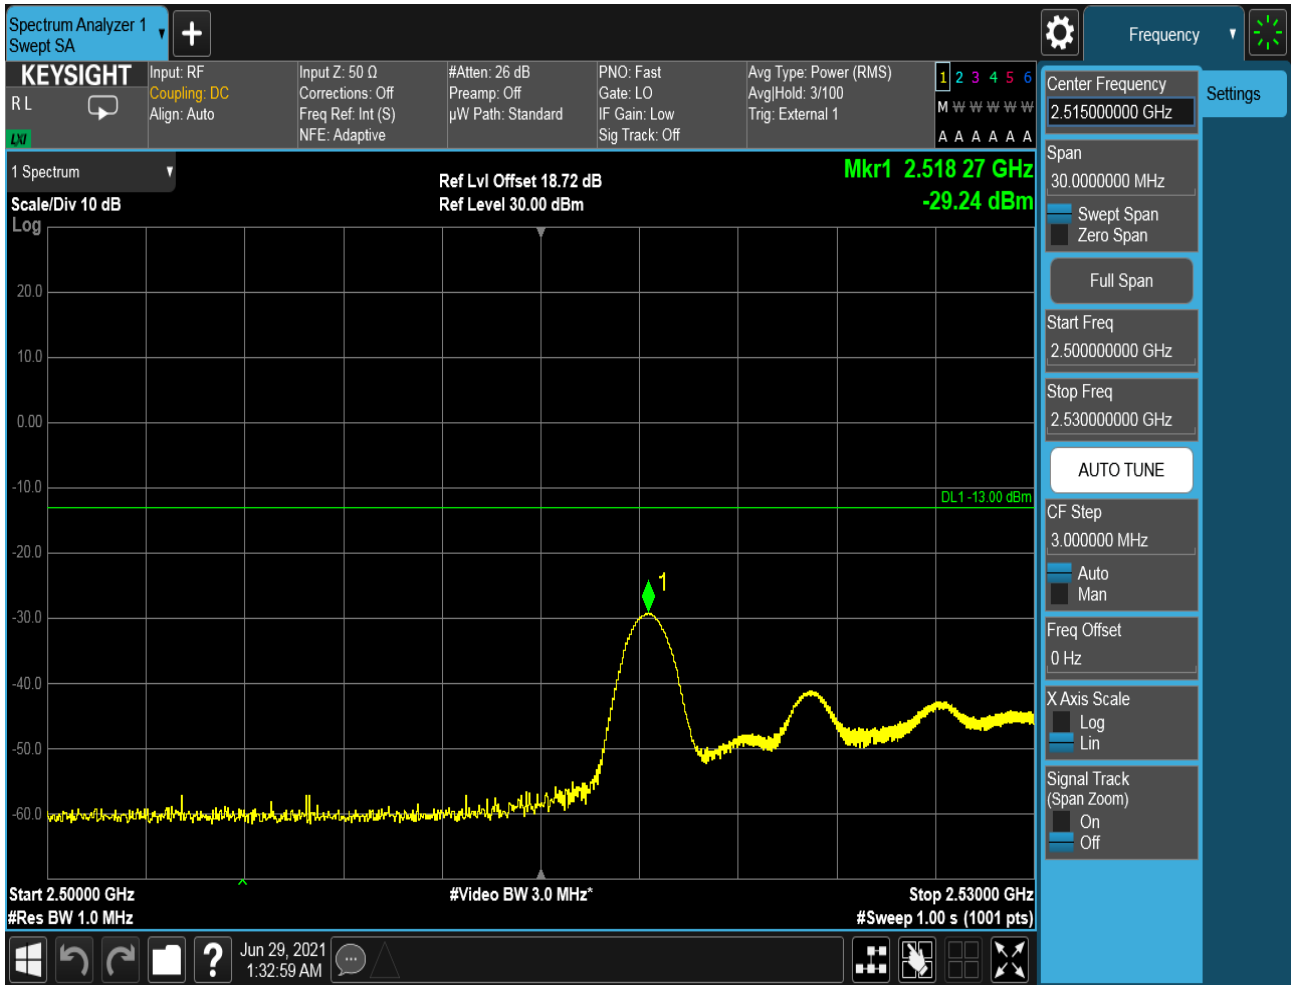 Spectrum Analyzer 1
Swept SA
Frequency
KEYSIGHT
R L
LXI
Input: RF
Coupling: DC
Align: Auto
Input Z: 50 Ω
Corrections: Off
Freq Ref: Int (S)
NFE: Adaptive
#Atten: 26 dB
Preamp: Off
µW Path: Standard
PNO: Fast
Gate: LO
IF Gain: Low
Sig Track: Off
Avg Type: Power (RMS)
Avg|Hold: 3/100
Trig: External 1
1 2 3 4 5 6
M W W W W W
A A A A A A
1 Spectrum
Scale/Div 10 dB
Log
Ref Lvl Offset 18.72 dB
Ref Level 30.00 dBm
Mkr1 2.518 27 GHz
-29.24 dBm
20.0
10.0
0.00
-10.0
-20.0
-30.0
-40.0
-50.0
-60.0
DL1 -13.00 dBm
1
Start 2.50000 GHz
#Res BW 1.0 MHz
#Video BW 3.0 MHz*
Stop 2.53000 GHz
#Sweep 1.00 s (1001 pts)
Center Frequency
2.515000000 GHz
Settings
Span
30.0000000 MHz
Swept Span
Zero Span
Full Span
Start Freq
2.500000000 GHz
Stop Freq
2.530000000 GHz
AUTO TUNE
CF Step
3.000000 MHz
Auto
Man
Freq Offset
0 Hz
X Axis Scale
Log
Lin
Signal Track
(Span Zoom)
On
Off
?
Jun 29, 2021
1:32:59 AM